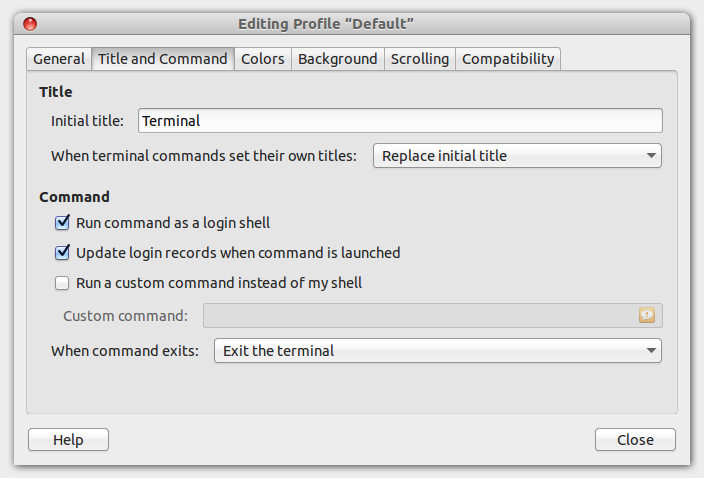 Editing Profile “Default”
General Title and Command Colors Background Scrolling Compatibility
Title
Initial title: Terminal
When terminal commands set their own titles: Replace initial title
Command
Run command as a login shell
Update login records when command is launched
Run a custom command instead of my shell
Custom command:
When command exits: Exit the terminal
Help Close